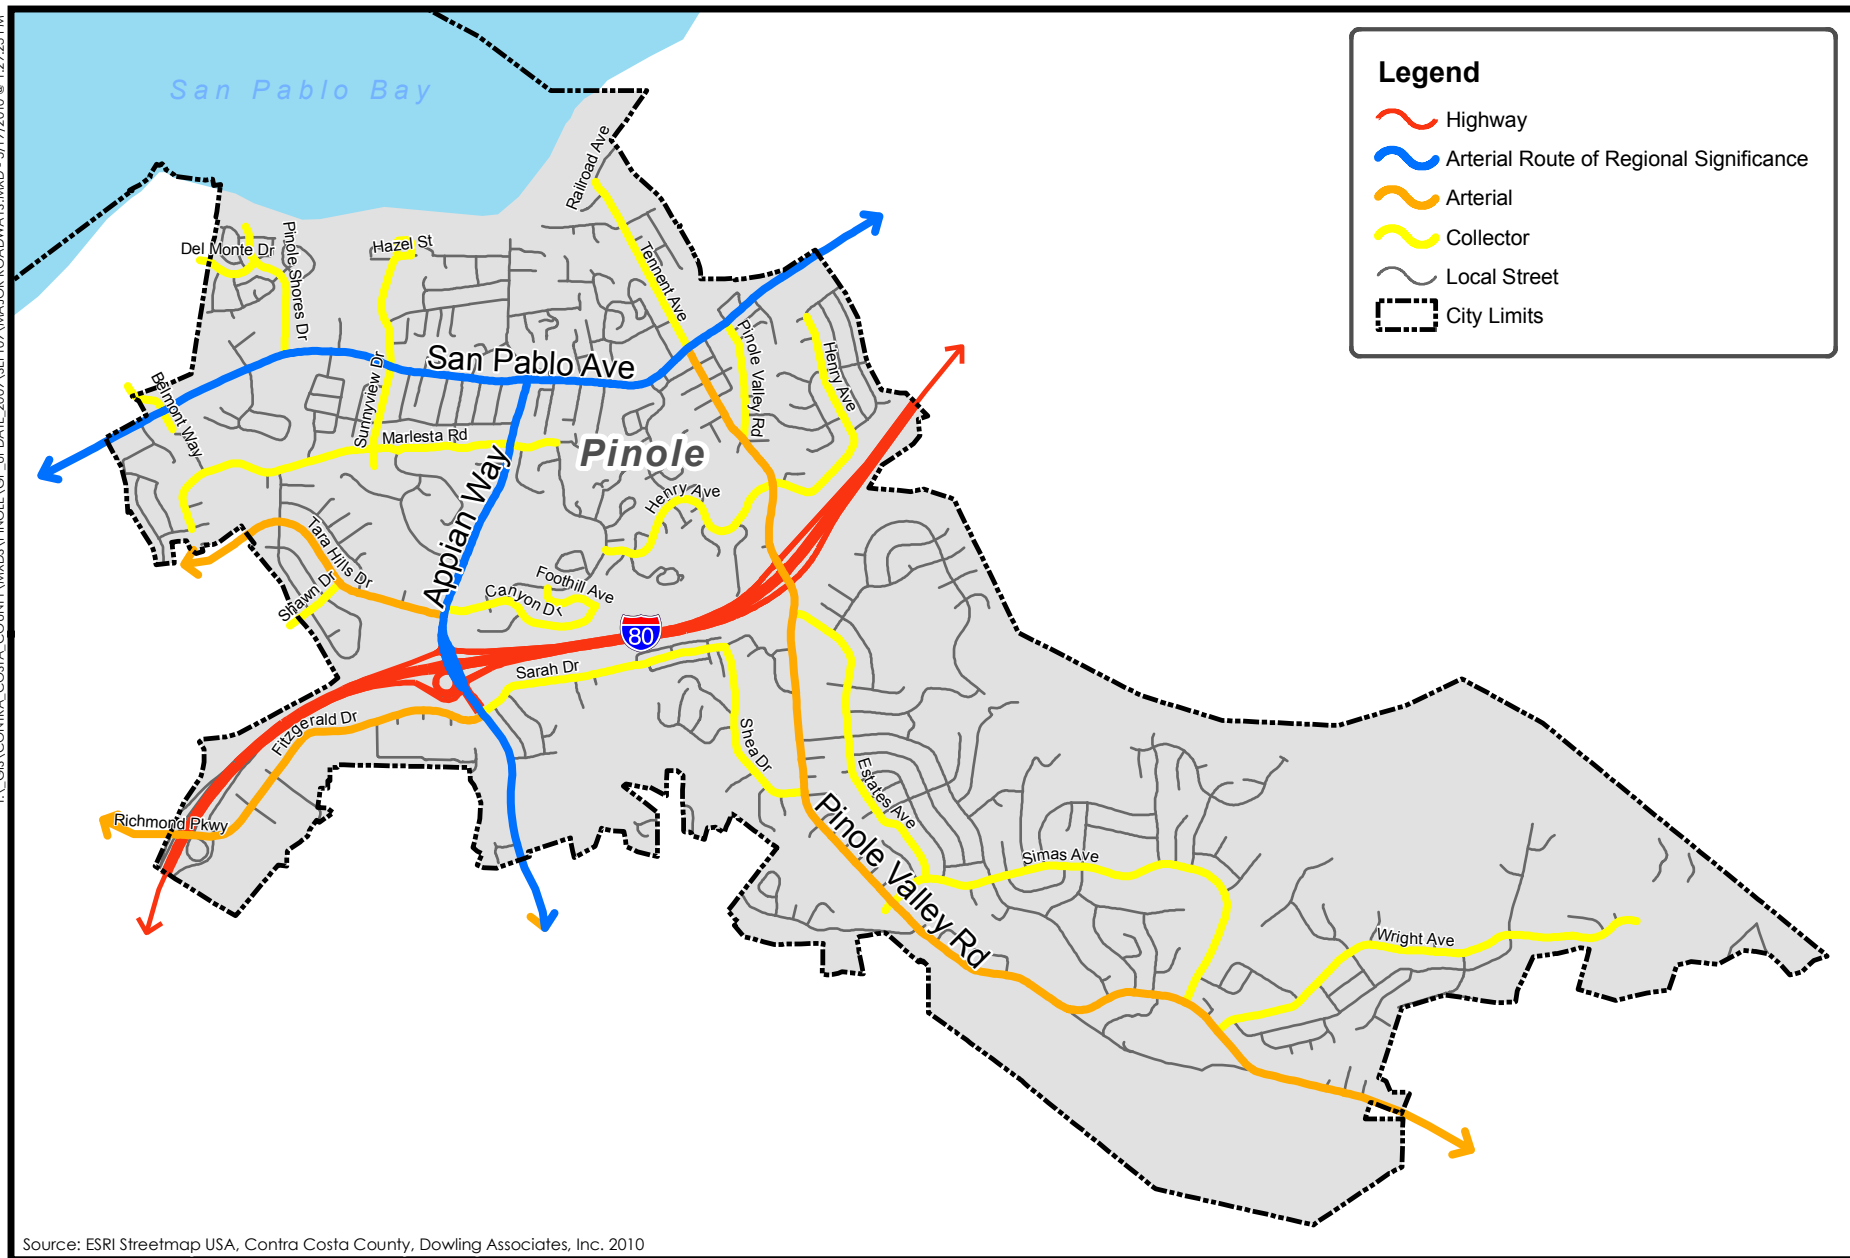 San Pablo Bay
Legend
Highway
Arterial Route of Regional Significance
Arterial
Collector
Local Street
City Limits
Railroad Ave
Del Monte Dr
Pinole Shores Dr
Hazel St
Tennent Ave
Pinole Valley Rd
Henry Ave
San Pablo Ave
Sunnyview Dr
Belmont Way
Marlesta Rd
Pinole
Appian Way
Henry Ave
Tara Hills Dr
Shawn Dr
Canyon Dr
Foothill Ave
80
Sarah Dr
Fitzgerald Dr
Shea Dr
Estates Ave
Richmond Pkwy
Pinole Valley Rd
Simas Ave
Wright Ave
Source: ESRI Streetmap USA, Contra Costa County, Dowling Associates, Inc. 2010